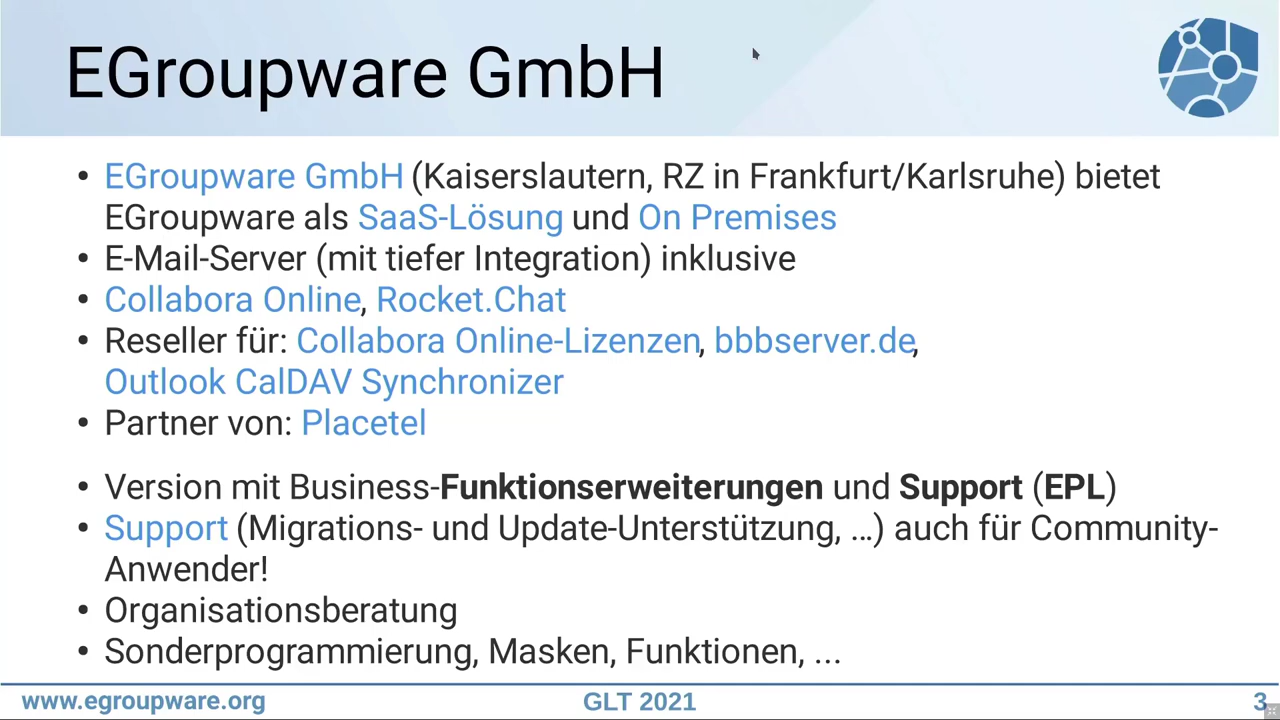 EGroupware GmbH
• EGroupware GmbH (Kaiserslautern, RZ in Frankfurt/Karlsruhe) bietet
EGroupware als SaaS-Lösung und On Premises
• E-Mail-Server (mit tiefer Integration) inklusive
• Collabora Online, Rocket.Chat
• Reseller für: Collabora Online-Lizenzen, bbbserver.de,
Outlook CalDAV Synchronizer
• Partner von: Placetel
• Version mit Business-Funktionserweiterungen und Support (EPL)
• Support (Migrations- und Update-Unterstützung, ...) auch für Community-
Anwender!
• Organisationsberatung
• Sonderprogrammierung, Masken, Funktionen, ...
www.egroupware.org GLT 2021 3